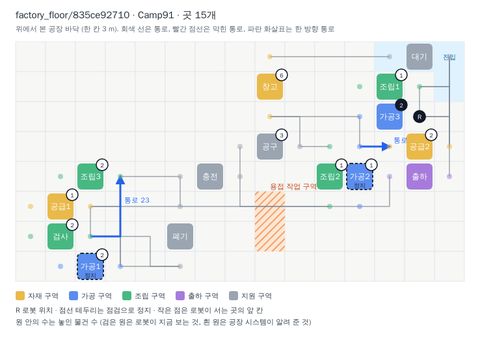 factory_floor/835ce92710 · Camp91 · 곳 15개
위에서 본 공장 바닥 (한 칸 3 m). 회색 선은 통로, 빨간 점선은 막힌 통로, 파란 화살표는 한 방향 통로
대기
진입
창고 6
조립1 1
가공3 2
R
통로
공구 3
공급2 2
조립3 2
충전
조립2 1
가공2 1
정지
출하
용접 작업 구역
공급1 1
통로 23
검사 2
폐기
가공1 2
정지
자재 구역
가공 구역
조립 구역
출하 구역
지원 구역
R 로봇 위치 · 점선 테두리는 점검으로 정지 · 작은 점은 로봇이 서는 곳의 앞 칸
원 안의 수는 놓인 물건 수 (검은 원은 로봇이 지금 보는 것, 흰 원은 공장 시스템이 알려 준 것)